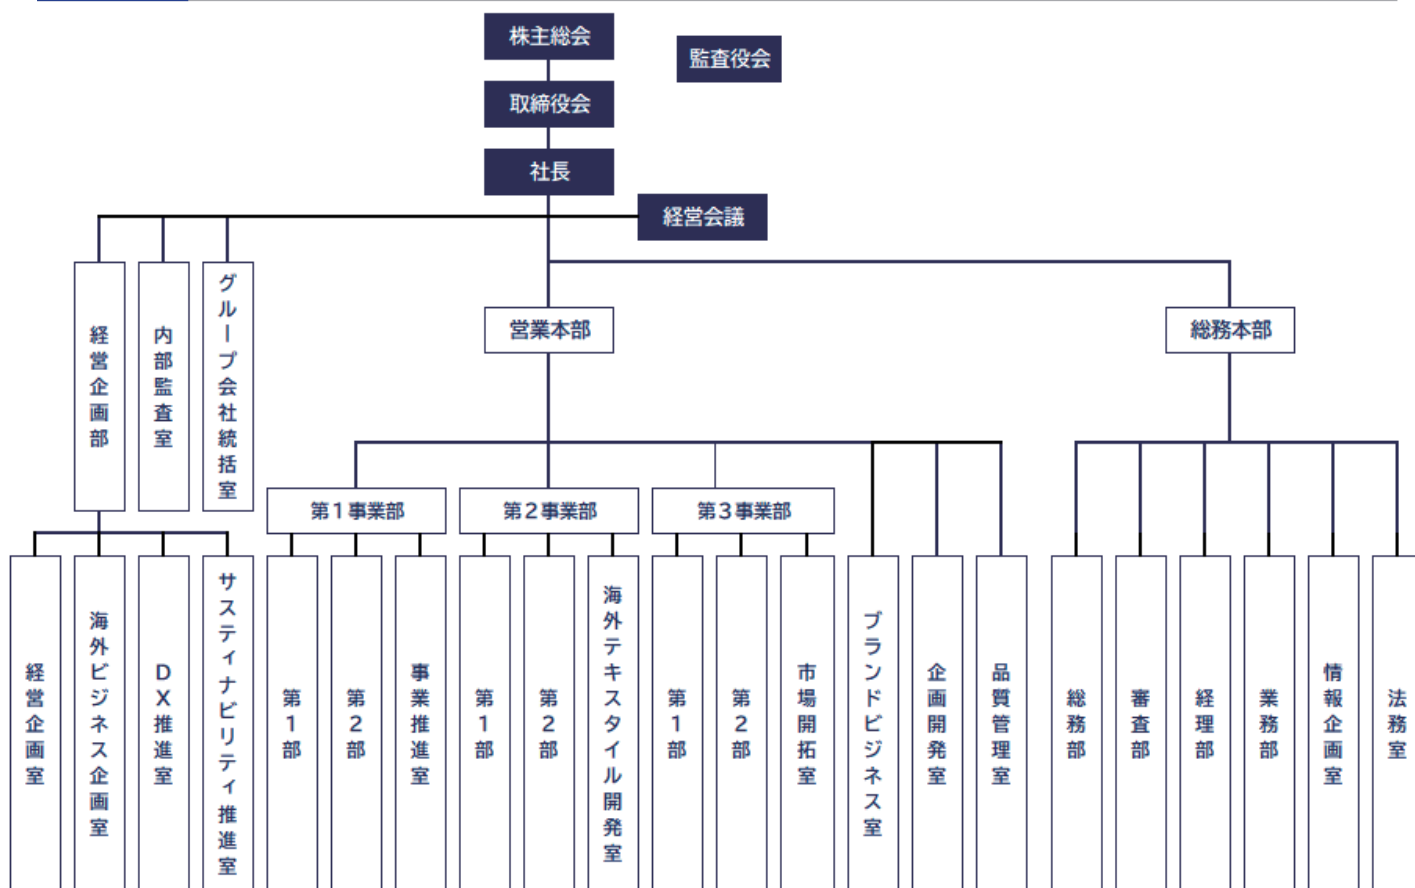 株主総会
監査役会
取締役会
社長
経営会議
経営企画部
内部監査室
グループ会社統括室
営業本部
総務本部
第1事業部
第2事業部
第3事業部
経営企画室
海外ビジネス企画室
DX推進室
サスティナビリティ推進室
第1部
第2部
事業推進室
第1部
第2部
海外テキスタイル開発室
第1部
第2部
市場開拓室
ブランドビジネス室
企画開発室
品質管理室
総務部
審査部
経理部
業務部
情報企画室
法務室